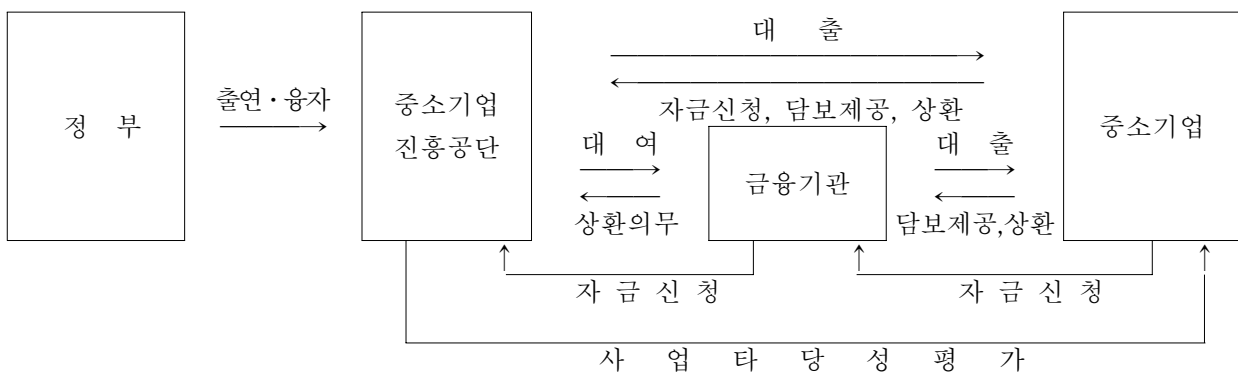 대 출
출연·융자
정 부
중소기업
진흥공단
자금신청, 담보제공, 상환
중소기업
대 여
금융기관
대 출
상환의무
담보제공,상환
자 금 신 청
자 금 신 청
사 업 타 당 성 평 가